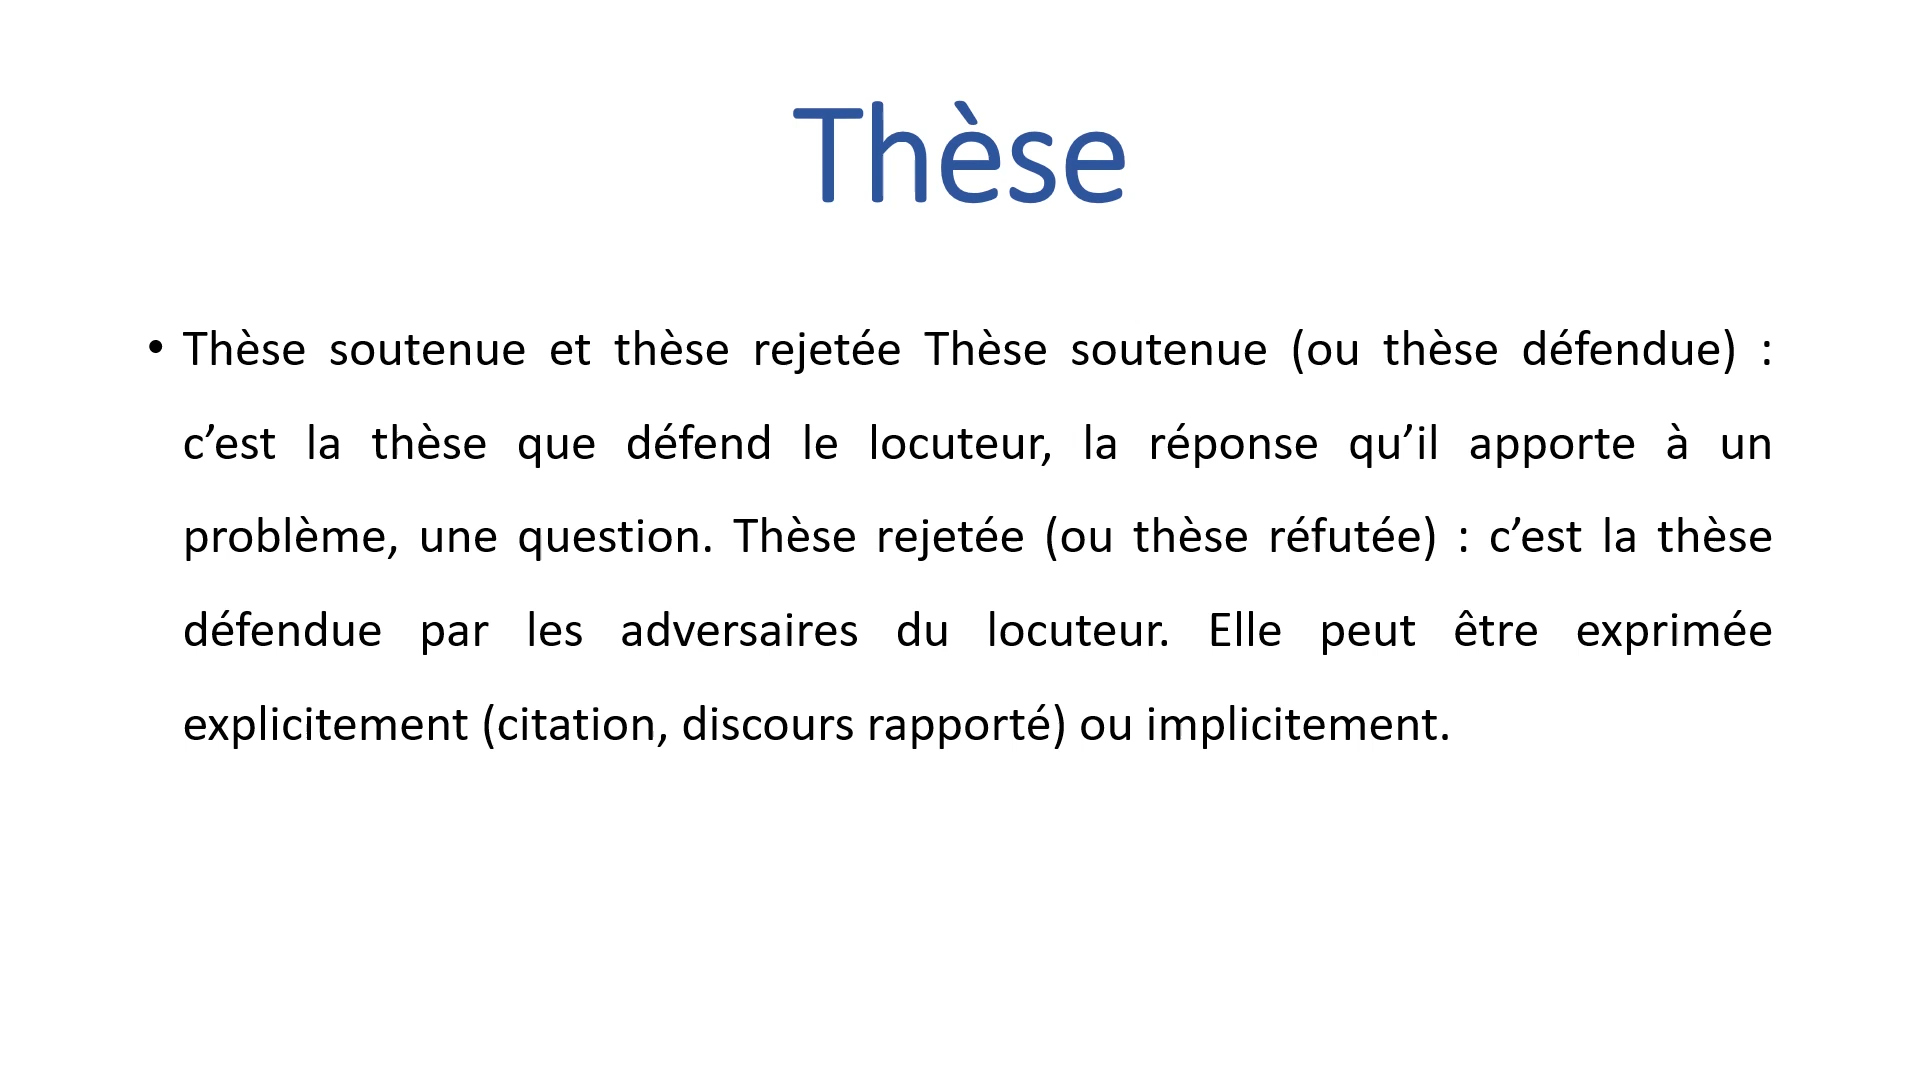 Thèse
• Thèse soutenue et thèse rejetée Thèse soutenue (ou thèse défendue) :
c’est la thèse que défend le locuteur, la réponse qu’il apporte à un
problème, une question. Thèse rejetée (ou thèse réfutée) : c’est la thèse
défendue par les adversaires du locuteur. Elle peut être exprimée
explicitement (citation, discours rapporté) ou implicitement.